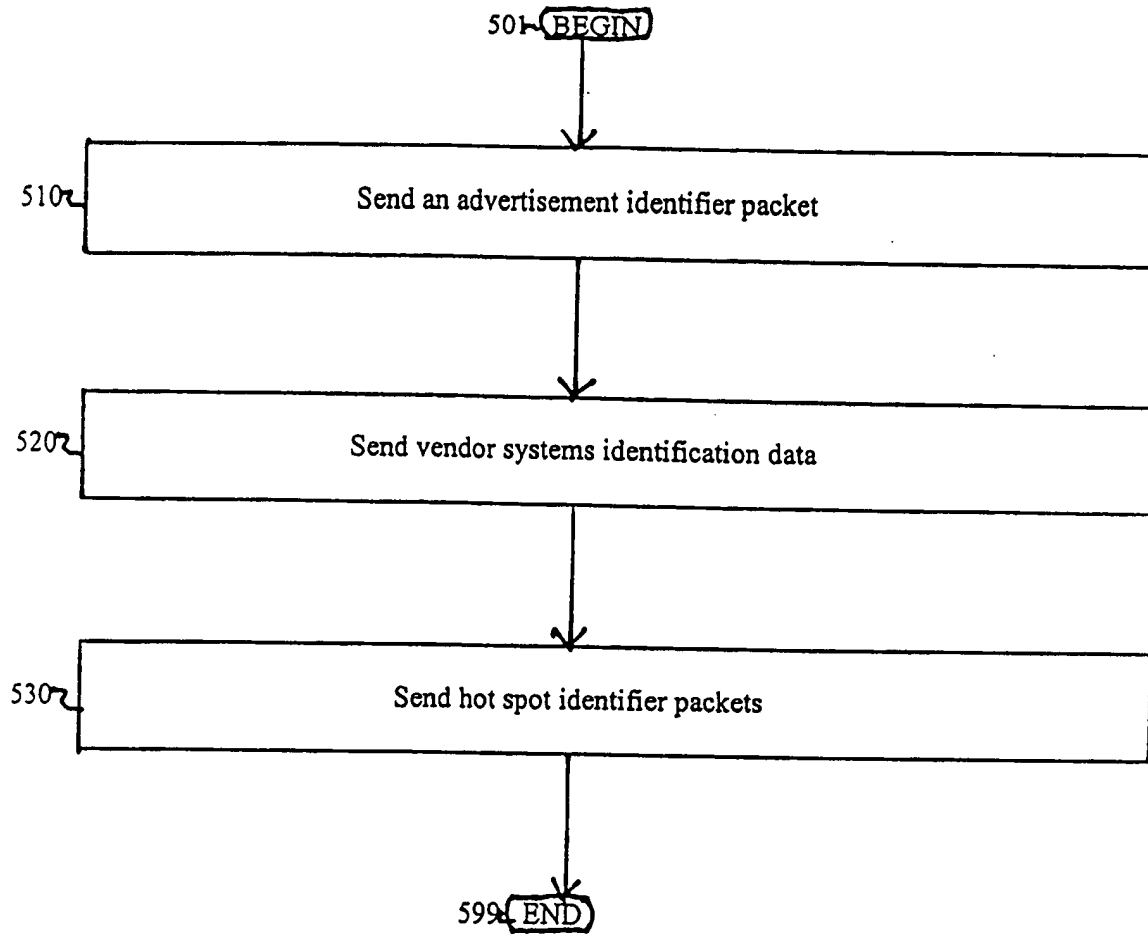 501 BEGIN
510 Send an advertisement identifier packet
520 Send vendor systems identification data
530 Send hot spot identifier packets
599 END